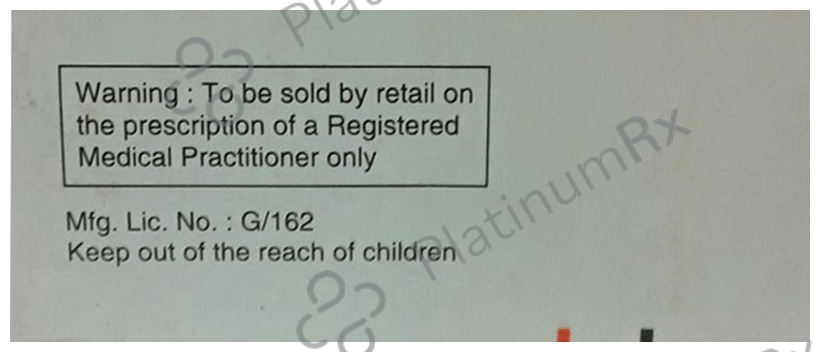 Warning : To be sold by retail on
the prescription of a Registered
Medical Practitioner only
Mfg. Lic. No. : G/162
Keep out of the reach of children
PlatinumRx